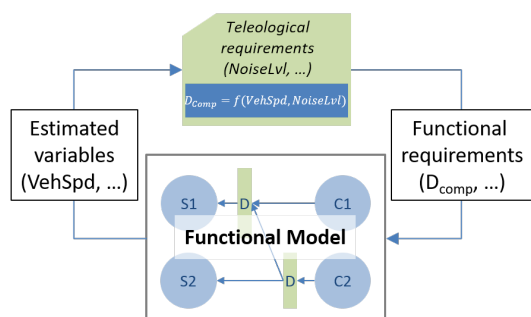 Teleological
requirements
(NoiseLvl, …)
D_Comp = f(VehSpd, NoiseLvl)
Estimated
variables
(VehSpd, …)
Functional
requirements
(D_comp, …)
S1
D
C1
Functional Model
S2
D
C2